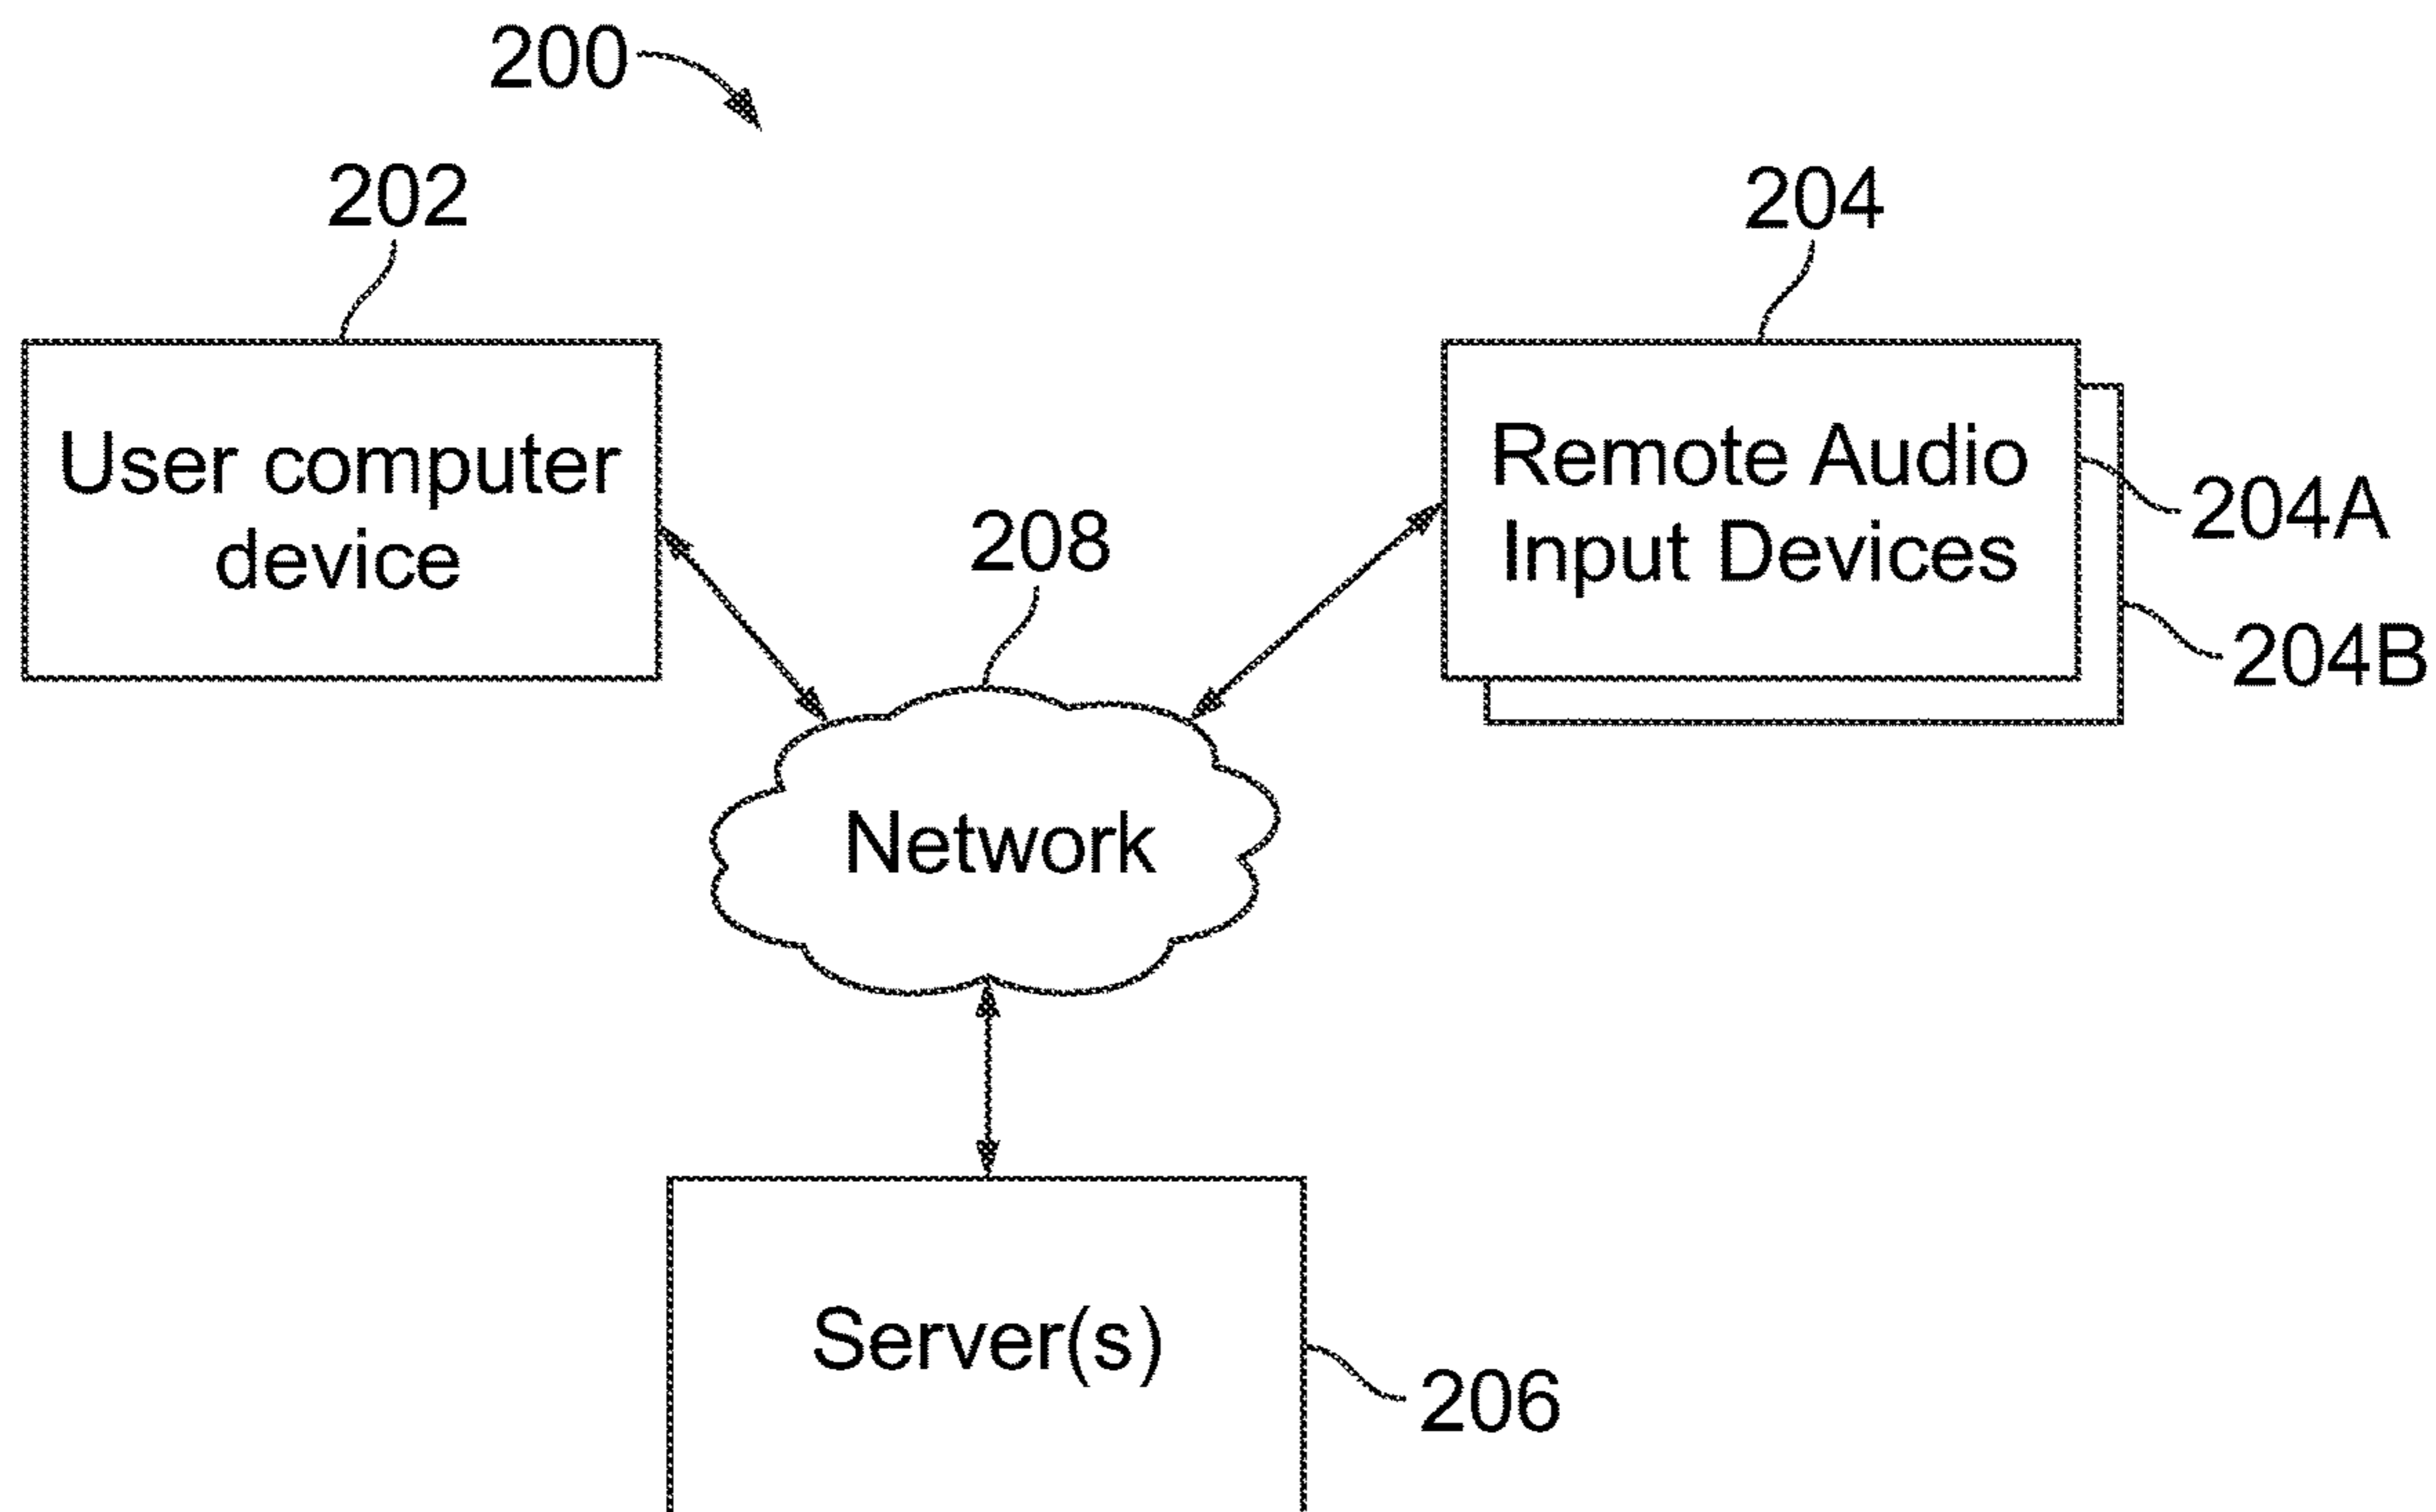 200
202
204
User computer
device
Remote Audio
Input Devices
204A
208
204B
Network
Server(s)
206